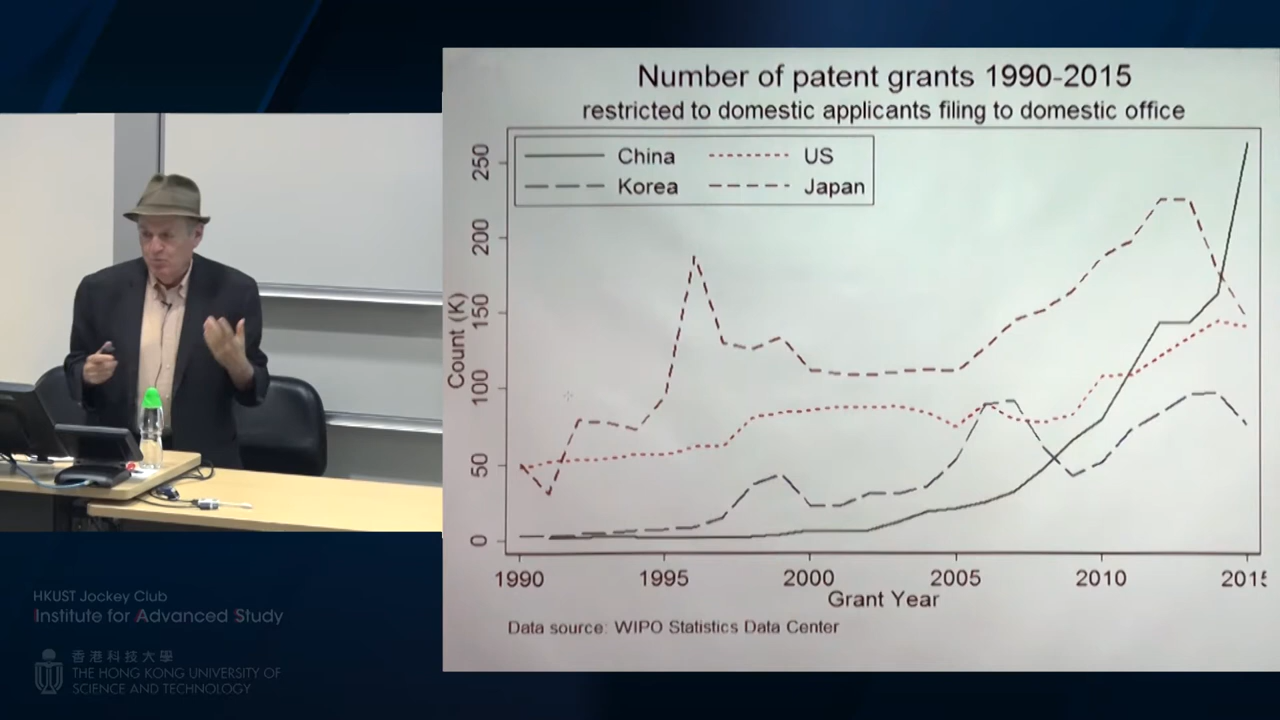 Number of patent grants 1990-2015
restricted to domestic applicants filing to domestic office
China
US
Korea
Japan
Count (K)
250
200
150
100
50
0
1990
1995
2000
2005
2010
2015
Grant Year
Data source: WIPO Statistics Data Center
HKUST Jockey Club
Institute for Advanced Study
香港科技大學
THE HONG KONG UNIVERSITY OF
SCIENCE AND TECHNOLOGY